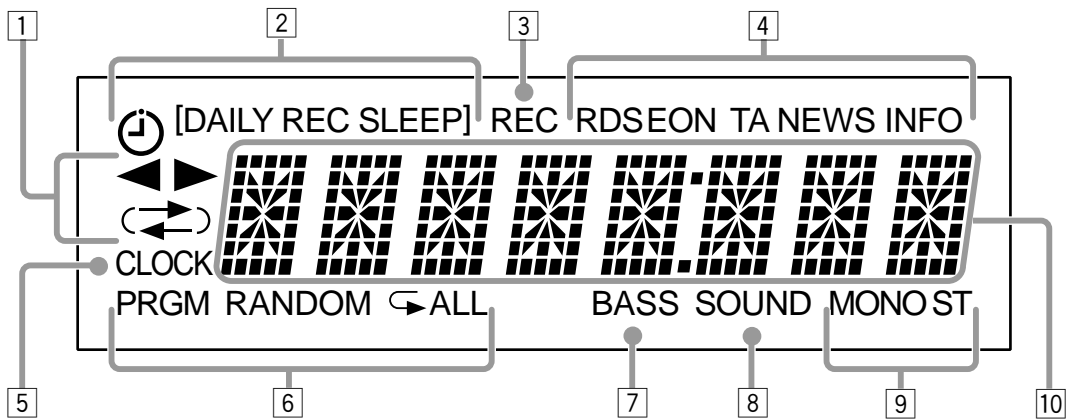 1 2 3 4
[DAILY REC SLEEP] REC RDS EON TA NEWS INFO
CLOCK
PRGM RANDOM ALL BASS SOUND MONO ST
5 6 7 8 9 10